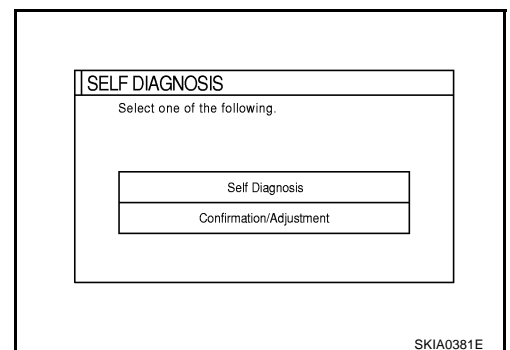 SELF DIAGNOSIS
Select one of the following.
Self Diagnosis
Confirmation/Adjustment
SKIA0381E